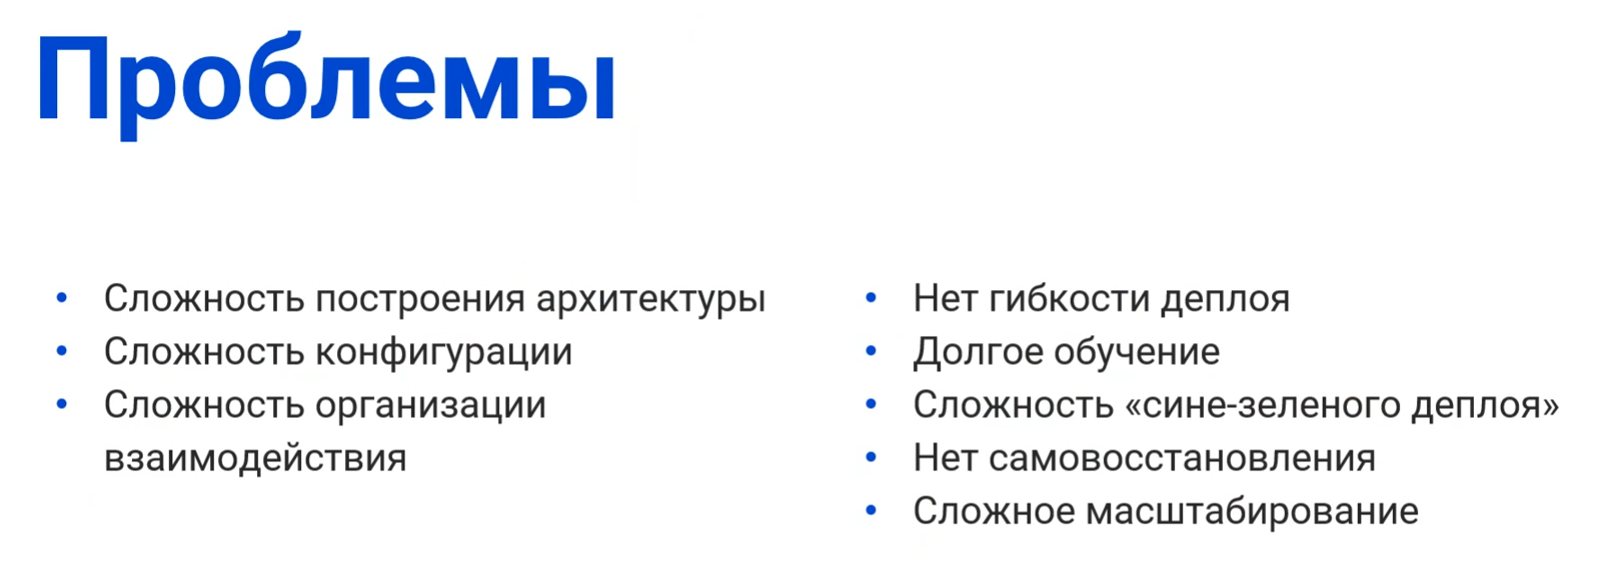 Проблемы
• Сложность построения архитектуры
• Сложность конфигурации
• Сложность организации
взаимодействия
• Нет гибкости деплоя
• Долгое обучение
• Сложность «сине-зеленого деплоя»
• Нет самовосстановления
• Сложное масштабирование